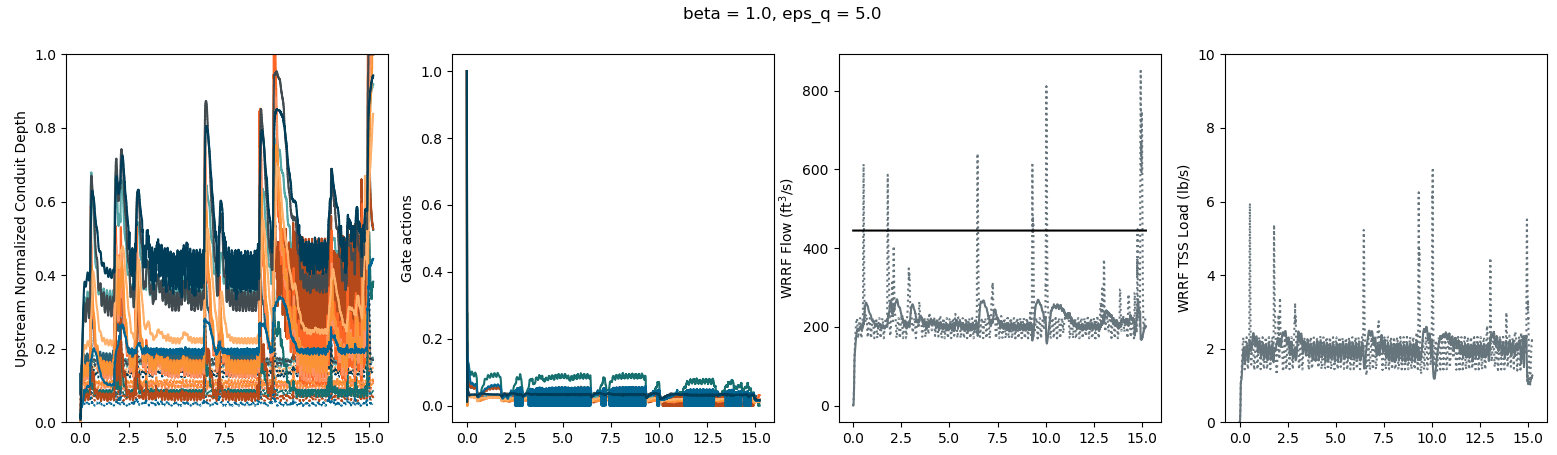 beta = 1.0, eps_q = 5.0
Upstream Normalized Conduit Depth
1.0
0.8
0.6
0.4
0.2
0.0
0.0 2.5 5.0 7.5 10.0 12.5 15.0
Gate actions
1.0
0.8
0.6
0.4
0.2
0.0
0.0 2.5 5.0 7.5 10.0 12.5 15.0
WRRF Flow (ft³/s)
800
600
400
200
0
0.0 2.5 5.0 7.5 10.0 12.5 15.0
WRRF TSS Load (lb/s)
10
8
6
4
2
0
0.0 2.5 5.0 7.5 10.0 12.5 15.0